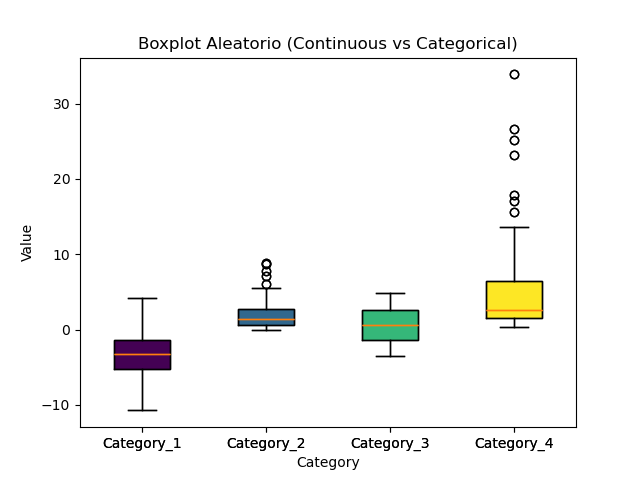 Boxplot Aleatorio (Continuous vs Categorical)
Value
30
20
10
0
−10
Category_1 Category_2 Category_3 Category_4
Category